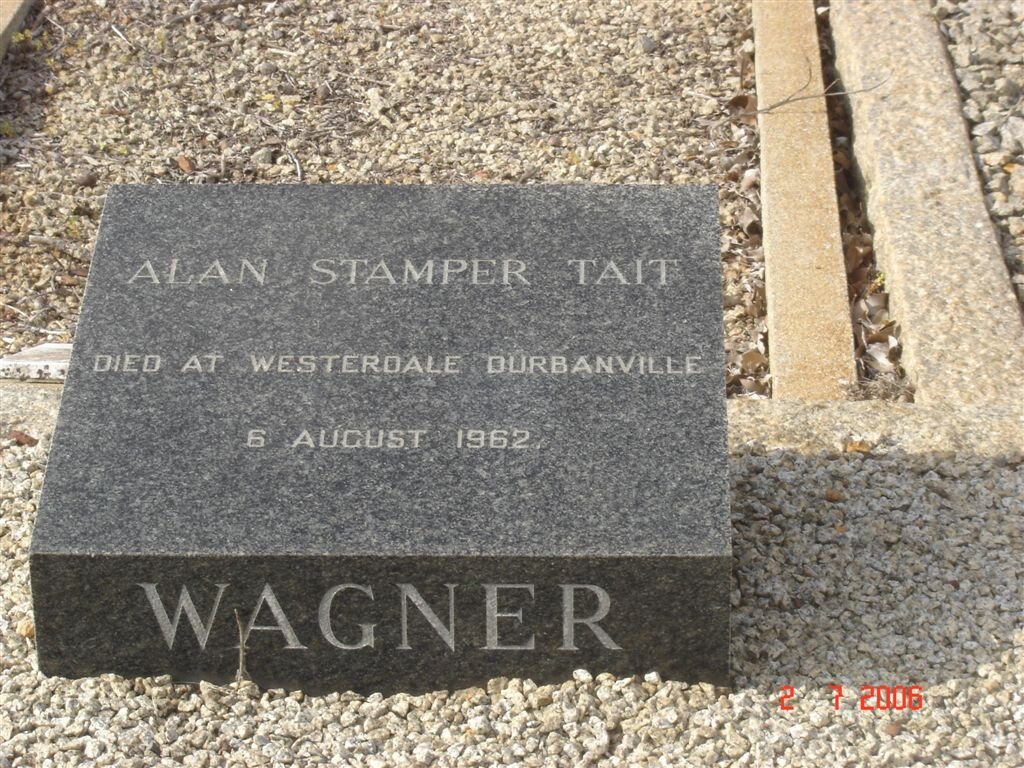 ALAN STAMPER TAIT
DIED AT WESTERDALE DURBANVILLE
6 AUGUST 1962.
WAGNER
2 7 2006